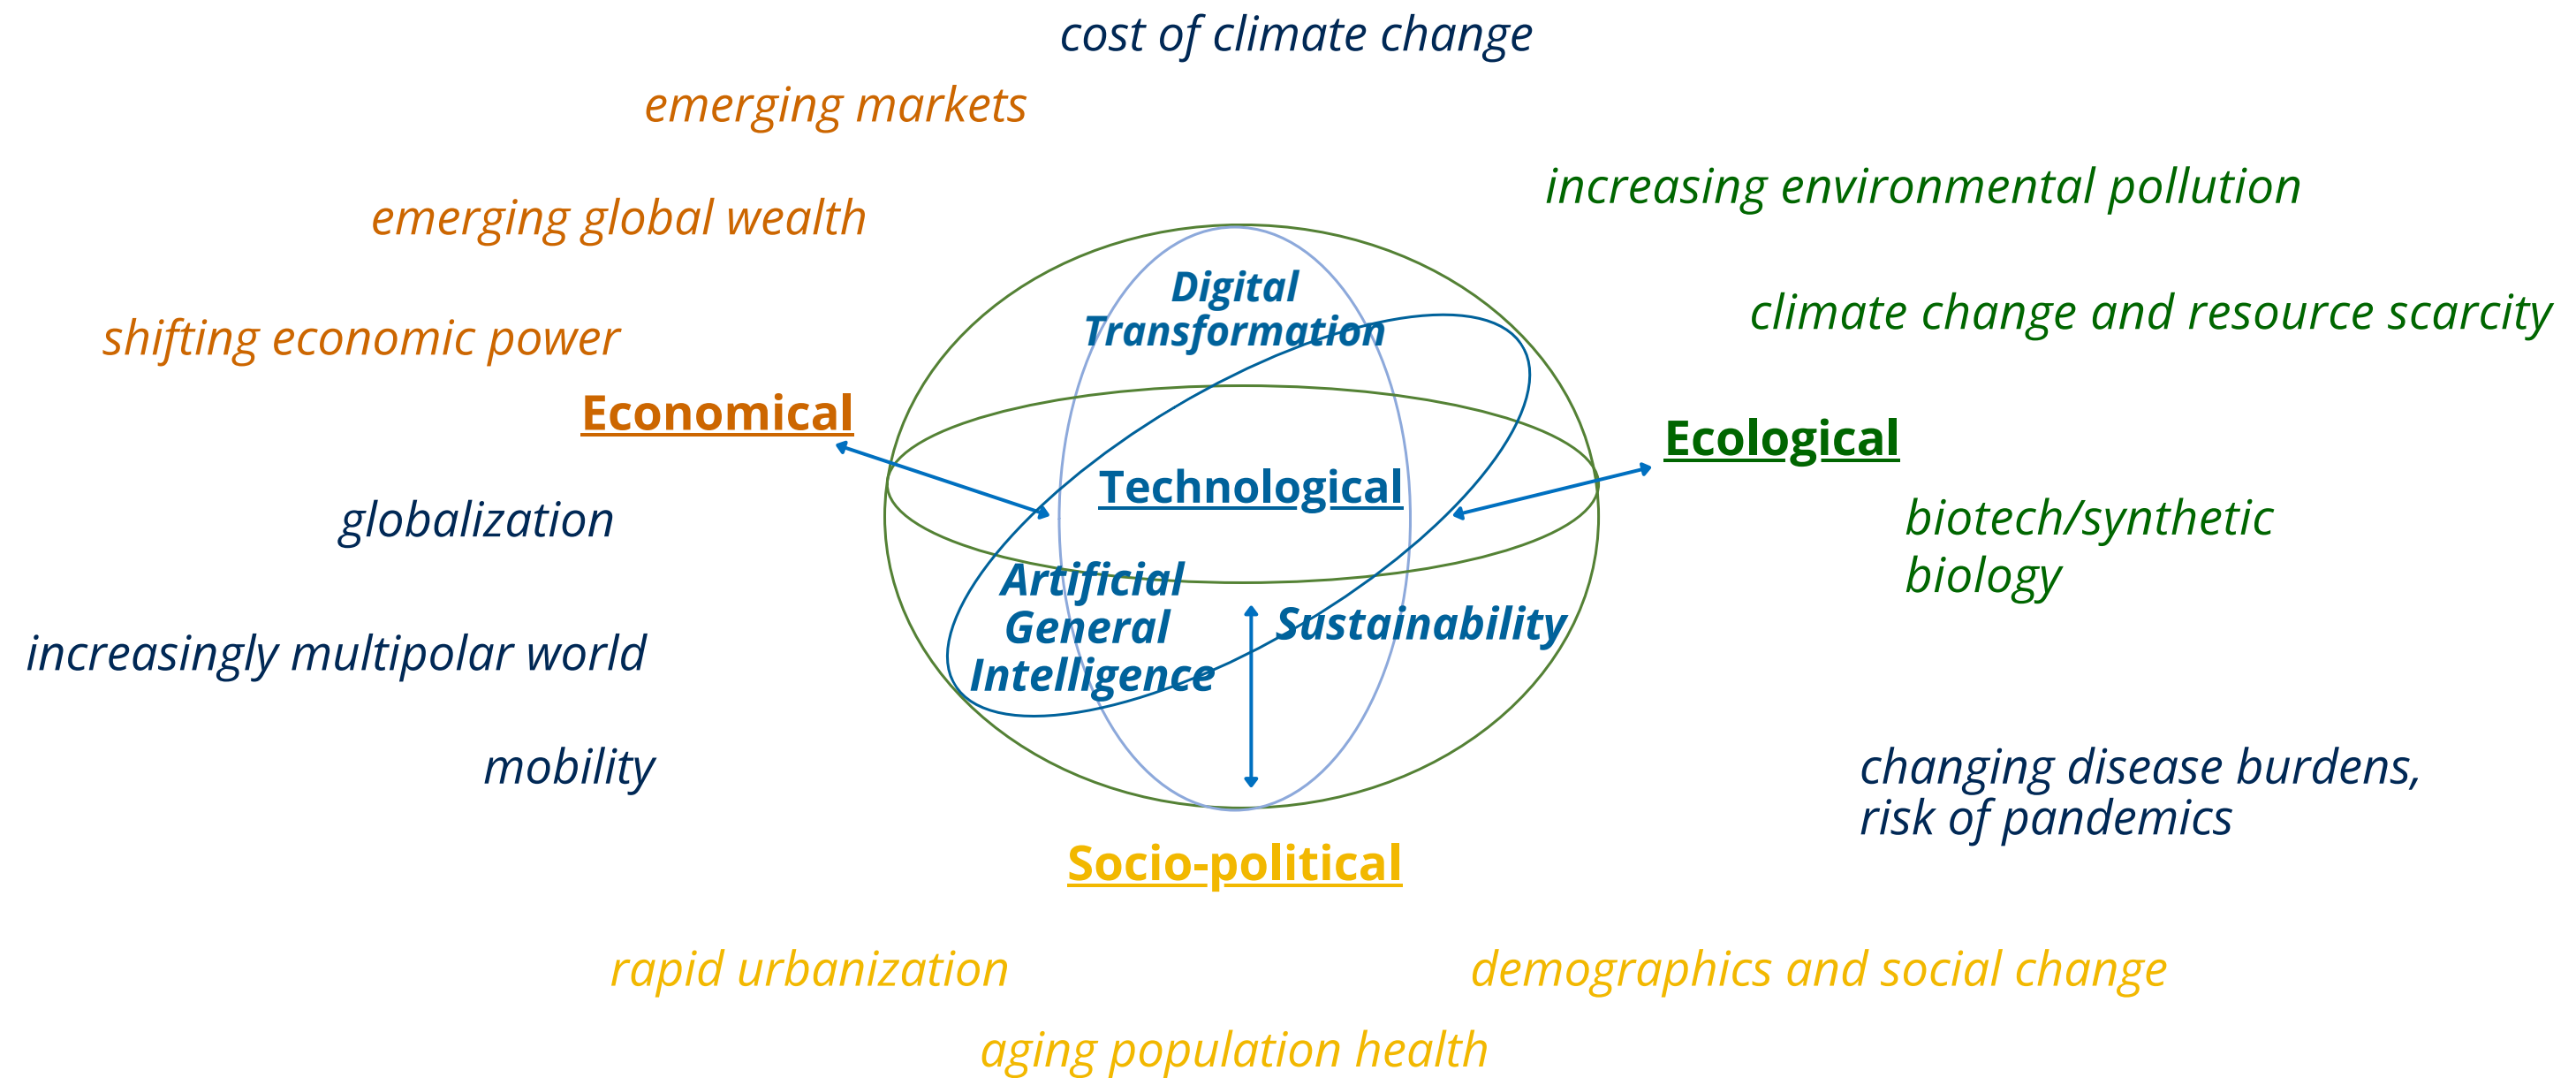 cost of climate change
emerging markets
increasing environmental pollution
emerging global wealth
Digital
Transformation
climate change and resource scarcity
shifting economic power
Economical
Ecological
Technological
globalization
biotech/synthetic
biology
Artificial
General
Intelligence
Sustainability
increasingly multipolar world
mobility
changing disease burdens,
risk of pandemics
Socio-political
rapid urbanization
demographics and social change
aging population health